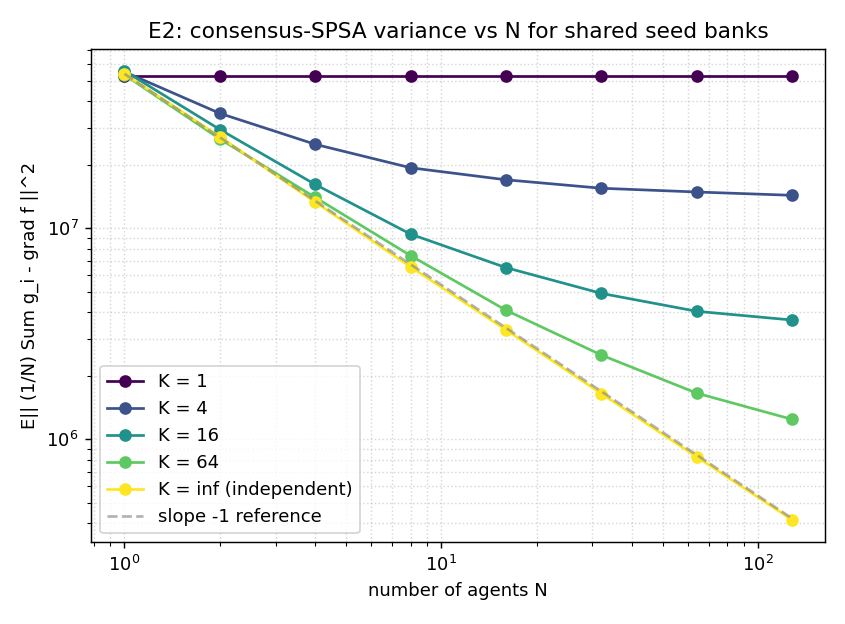 E2: consensus-SPSA variance vs N for shared seed banks
E|| (1/N) Sum g_i - grad f ||^2
10^7
10^6
K = 1
K = 4
K = 16
K = 64
K = inf (independent)
slope -1 reference
10^0
10^1
10^2
number of agents N